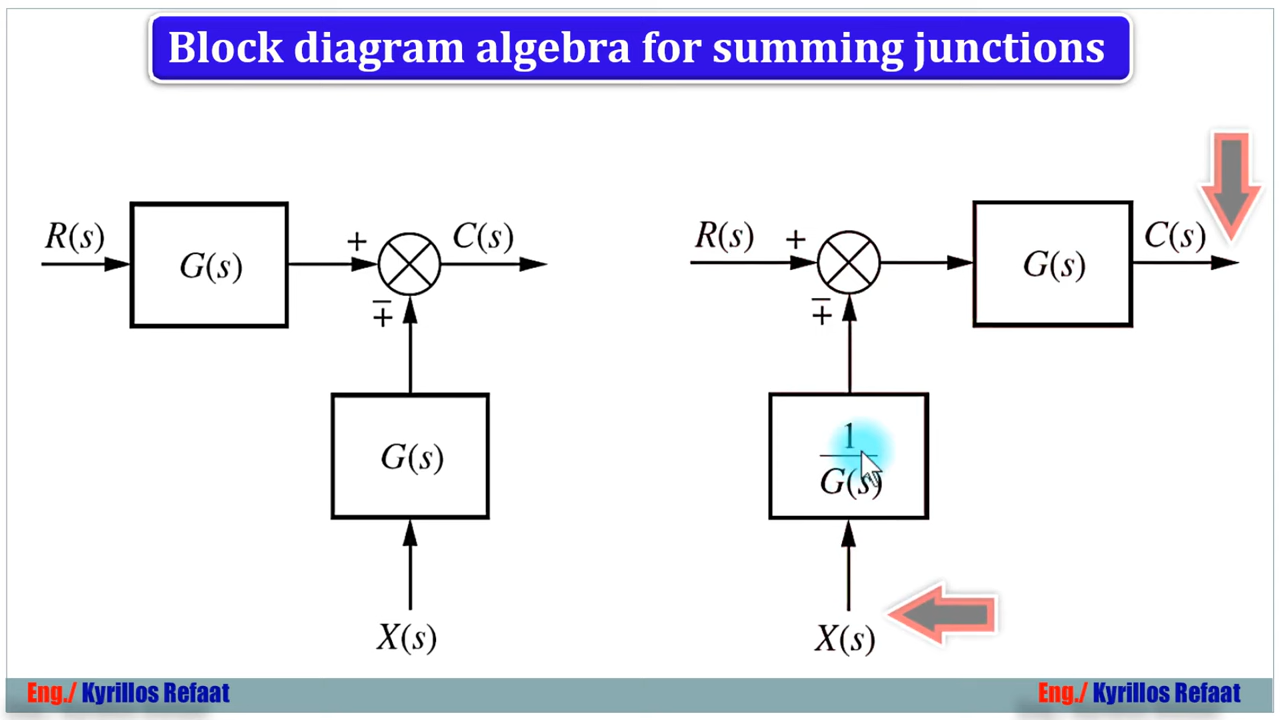 Block diagram algebra for summing junctions
R(s)
G(s)
+
C(s)
∓
G(s)
X(s)
R(s)
+
G(s)
C(s)
∓
1
G(s)
X(s)
Eng./ Kyrillos Refaat
Eng./ Kyrillos Refaat